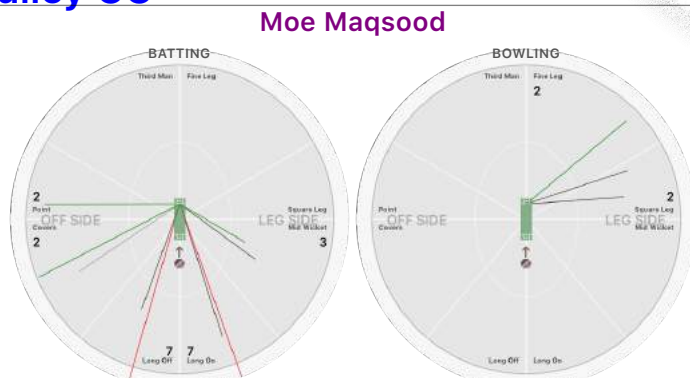 alley CC
Moe Maqsood
BATTING
Third Man Fine Leg
2
Point
OFF SIDE
Covers
2
Square Leg
LEG SIDE
Mid Wicket
3
7 7
Long Off Long On
BOWLING
Third Man Fine Leg
2
Point
OFF SIDE
Covers
2
Square Leg
LEG SIDE
Mid Wicket
Long Off Long On